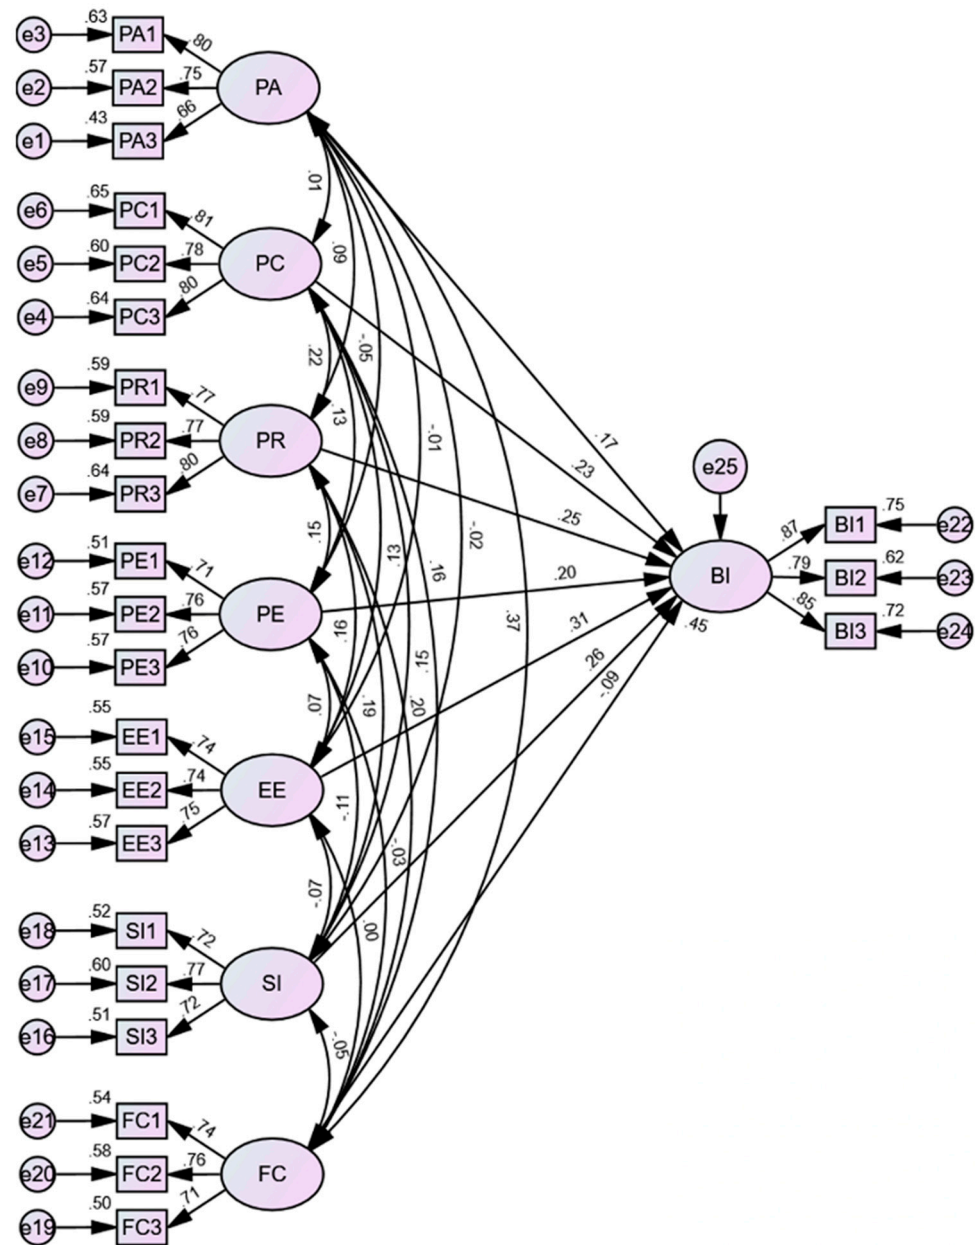 .63
e3 PA1 .80
.57
e2 PA2 .75 PA
.43
e1 PA3 .66
.01
.65
e6 PC1 .81
.60
e5 PC2 .78 PC .09
.64
e4 PC3 .80
.22 -.05
.59
e9 PR1 .77
.13
.59
e8 PR2 .77 PR -.01 .17
.64
e7 PR3 .80
.23
e25
.25
.15 -.02
.51
e12 PE1 .71
.13 .16
.57
e11 PE2 .76 PE .20
.57
e10 PE3 .76
.16 .37 .31
.87 BI1 .75 e22
BI .79 BI2 .62 e23
.85 BI3 .72 e24
.45
.15 .26
-.09
.07 .19 .20
.55
e15 EE1 .74
.55
e14 EE2 .74 EE
.57
e13 EE3 .75
-.11
-.03
-.07 .00
.52
e18 SI1 .72
.60
e17 SI2 .77 SI
.51
e16 SI3 .72
-.05
.54
e21 FC1 .74
.58
e20 FC2 .76 FC
.50
e19 FC3 .71